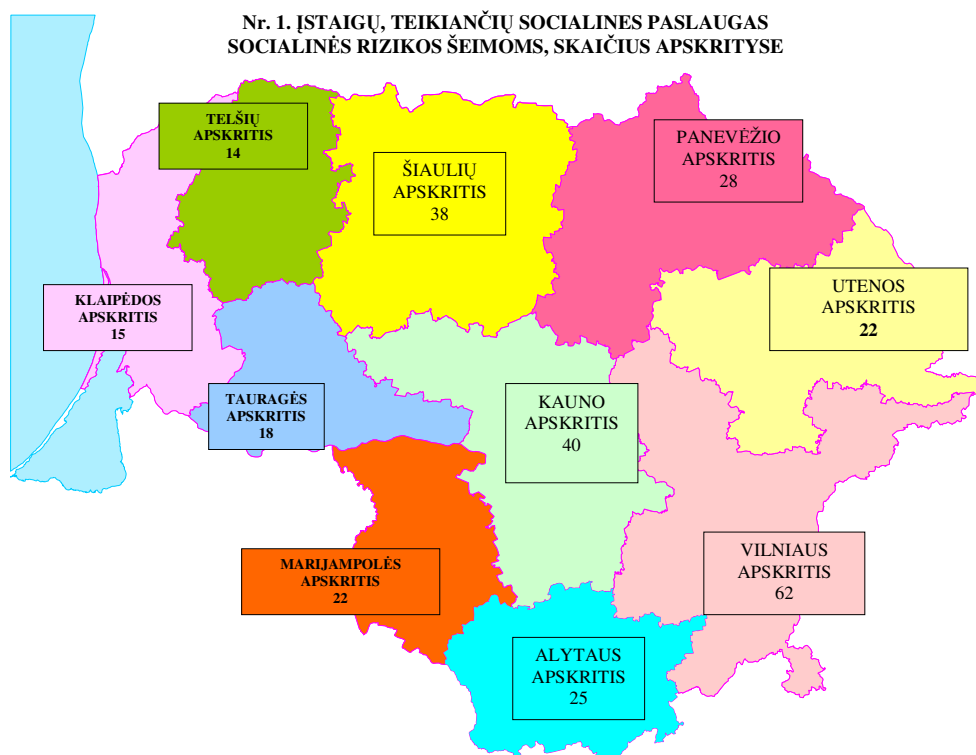 Nr. 1. ĮSTAIGŲ, TEIKIANČIŲ SOCIALINES PASLAUGAS
SOCIALINĖS RIZIKOS ŠEIMOMS, SKAIČIUS APSKRITYSE
TELŠIŲ
APSKRITIS
14
ŠIAULIŲ
APSKRITIS
38
PANEVĖŽIO
APSKRITIS
28
KLAIPĖDOS
APSKRITIS
15
UTENOS
APSKRITIS
22
TAURAGĖS
APSKRITIS
18
KAUNO
APSKRITIS
40
MARIJAMPOLĖS
APSKRITIS
22
VILNIAUS
APSKRITIS
62
ALYTAUS
APSKRITIS
25